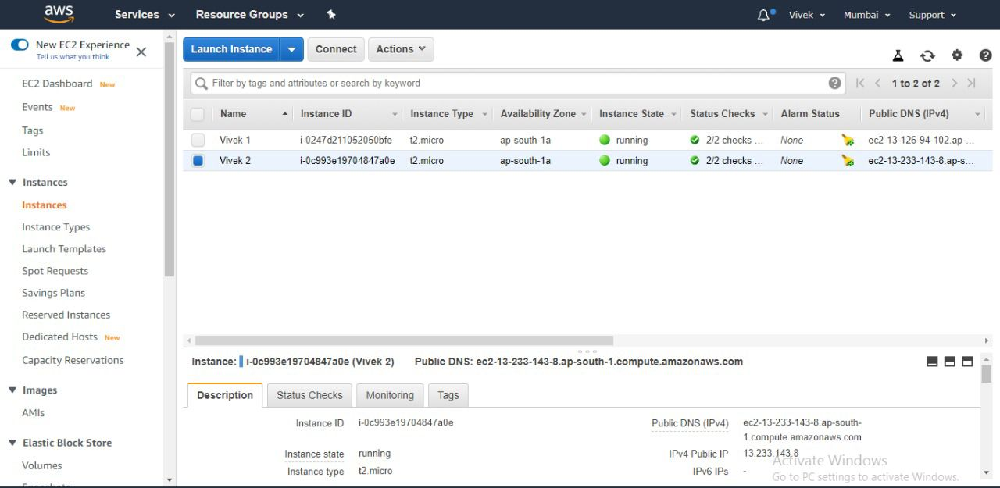 aws Services Resource Groups Vivek Mumbai Support
New EC2 Experience
Tell us what you think
EC2 Dashboard New
Events New
Tags
Limits
Instances
Instances
Instance Types
Launch Templates
Spot Requests
Savings Plans
Reserved Instances
Dedicated Hosts New
Capacity Reservations
Images
AMIs
Elastic Block Store
Volumes
Snapshots
Launch Instance Connect Actions
Filter by tags and attributes or search by keyword 1 to 2 of 2
Name Instance ID Instance Type Availability Zone Instance State Status Checks Alarm Status Public DNS (IPv4)
Vivek 1 i-0247d211052050bfe t2.micro ap-south-1a running 2/2 checks ... None ec2-13-126-94-102.ap-...
Vivek 2 i-0c993e19704847a0e t2.micro ap-south-1a running 2/2 checks ... None ec2-13-233-143-8.ap-s...
Instance: i-0c993e19704847a0e (Vivek 2) Public DNS: ec2-13-233-143-8.ap-south-1.compute.amazonaws.com
Description Status Checks Monitoring Tags
Instance ID i-0c993e19704847a0e Public DNS (IPv4) ec2-13-233-143-8.ap-south-
1.compute.amazonaws.com
Instance state running IPv4 Public IP 13.233.143.8
Instance type t2.micro IPv6 IPs -
Activate Windows
Go to PC settings to activate Windows.